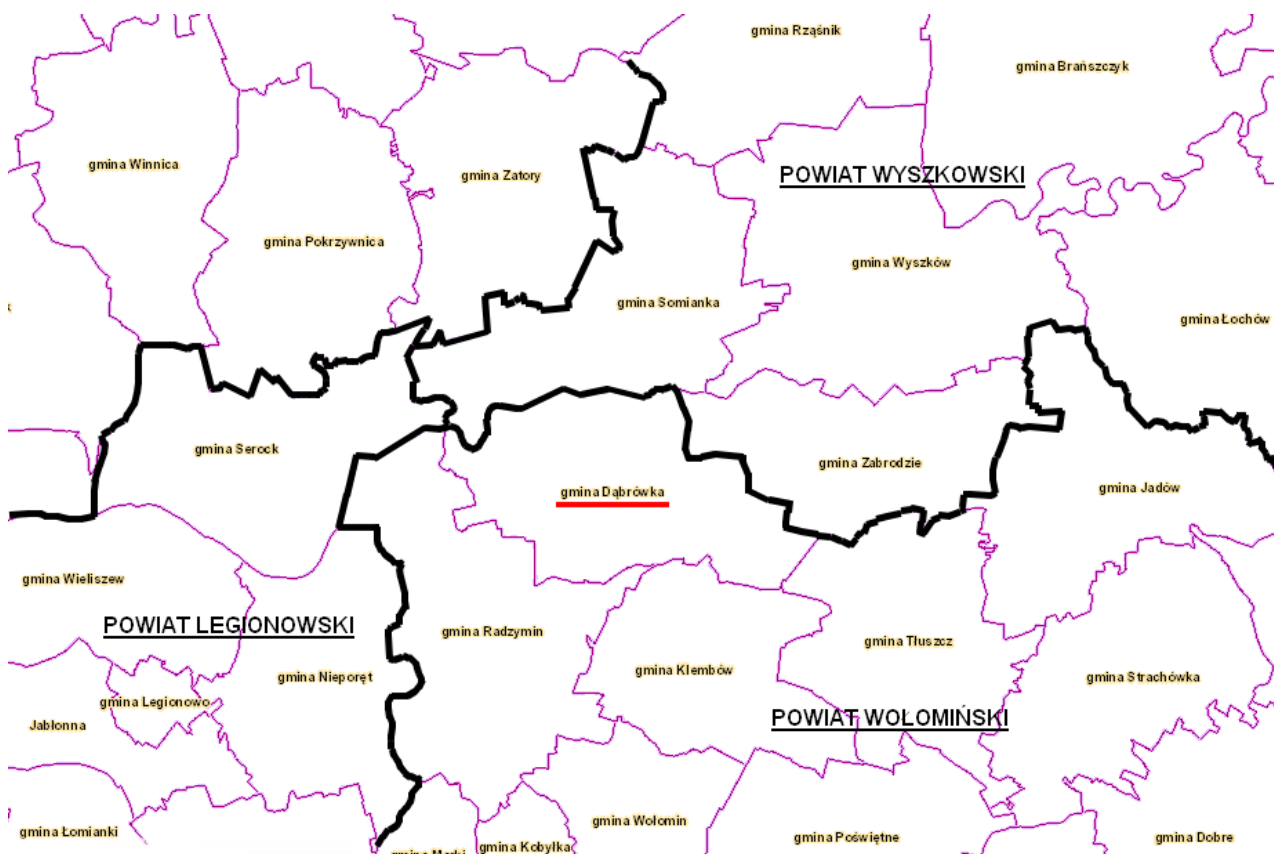 gmina Rząśnik
gmina Brańszczyk
gmina Winnica
gmina Zatory
POWIAT WYSZKOWSKI
gmina Pokrzywnica
gmina Wyszków
gmina Somianka
gmina Łochów
gmina Serock
gmina Zabrodzie
gmina Dąbrówka
gmina Jadów
gmina Wieliszew
POWIAT LEGIONOWSKI
gmina Radzymin
gmina Tłuszcz
gmina Klembów
gmina Nieporęt
gmina Strachówka
gmina Legionowo
POWIAT WOŁOMIŃSKI
Jabłonna
gmina Wołomin
gmina Łomianki
gmina Poświętne
gmina Dobre
gmina Kobyłka
gmina Marki